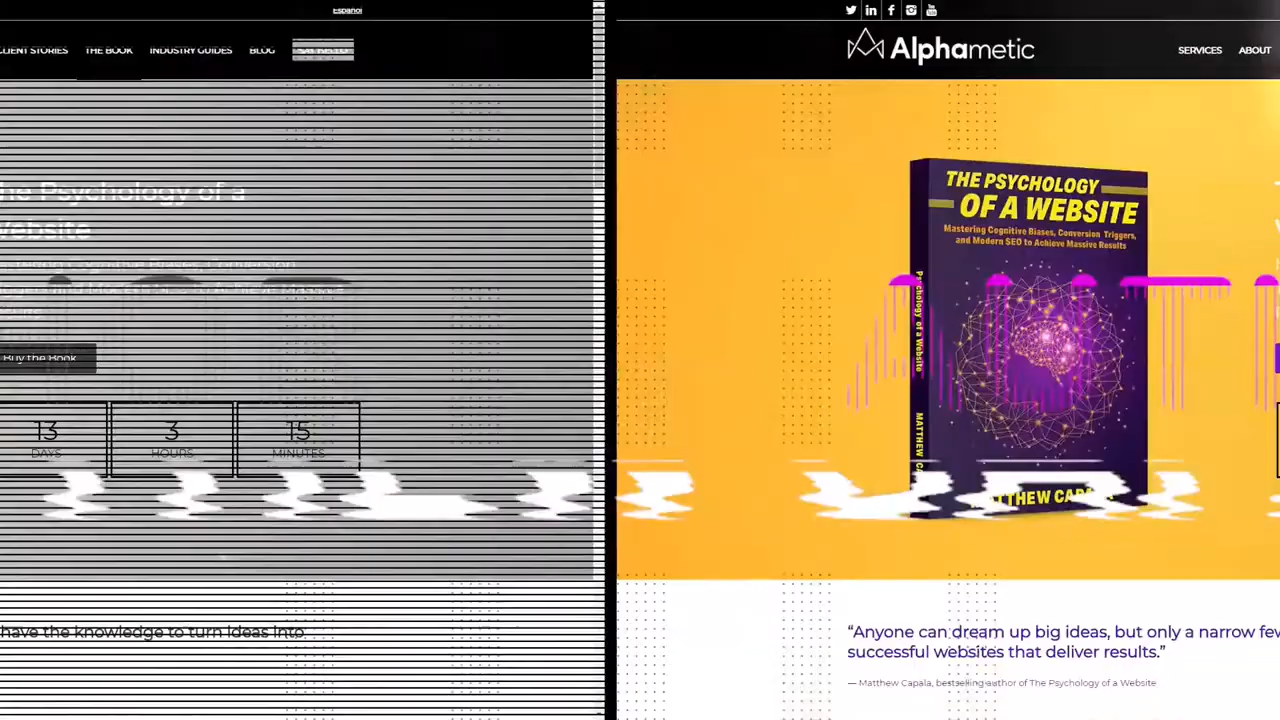 Español
CLIENT STORIES THE BOOK INDUSTRY GUIDES BLOG
The Psychology of a
Website
Buy the Book
13 3 15
DAYS HOURS MINUTES
have the knowledge to turn ideas into
Alphametic
SERVICES ABOUT
THE PSYCHOLOGY
OF A WEBSITE
Mastering Cognitive Biases, Conversion Triggers,
and Modern SEO to Achieve Massive Results
Psychology of a Website
MATTHEW
MATTHEW CAPALA
“Anyone can dream up big ideas, but only a narrow few
successful websites that deliver results.”
— Matthew Capala, bestselling author of The Psychology of a Website